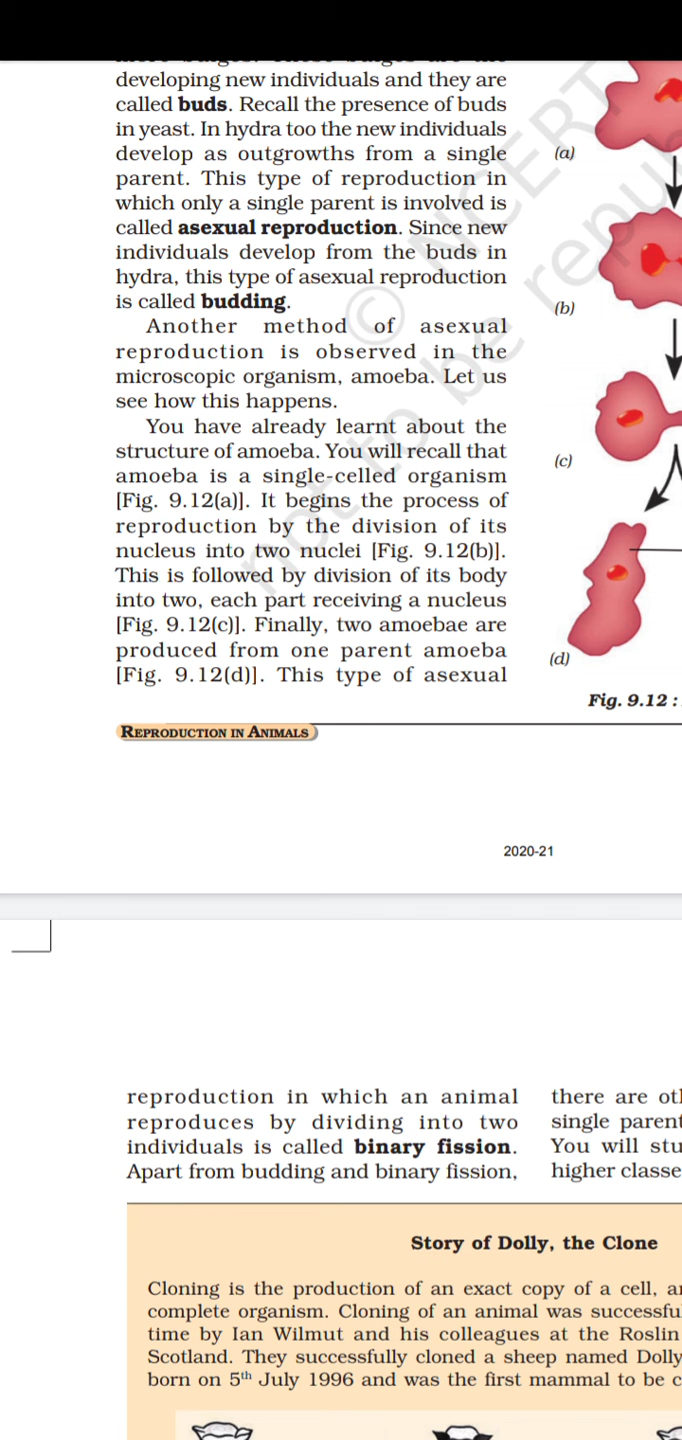 developing new individuals and they are
called buds. Recall the presence of buds
in yeast. In hydra too the new individuals
develop as outgrowths from a single
parent. This type of reproduction in
which only a single parent is involved is
called asexual reproduction. Since new
individuals develop from the buds in
hydra, this type of asexual reproduction
is called budding.
Another method of asexual
reproduction is observed in the
microscopic organism, amoeba. Let us
see how this happens.
You have already learnt about the
structure of amoeba. You will recall that
amoeba is a single-celled organism
[Fig. 9.12(a)]. It begins the process of
reproduction by the division of its
nucleus into two nuclei [Fig. 9.12(b)].
This is followed by division of its body
into two, each part receiving a nucleus
[Fig. 9.12(c)]. Finally, two amoebae are
produced from one parent amoeba
[Fig. 9.12(d)]. This type of asexual
(a)
(b)
(c)
(d)
Fig. 9.12 :
© NCERT
not to be repu
REPRODUCTION IN ANIMALS
2020-21
reproduction in which an animal
reproduces by dividing into two
individuals is called binary fission.
Apart from budding and binary fission,
there are
single parent
You will
higher
Story of Dolly, the Clone
Cloning is the production of an exact copy of a cell,
complete organism. Cloning of an animal was
time by Ian Wilmut and his colleagues at the Roslin
Scotland. They successfully cloned a sheep named Dolly
born on 5th July 1996 and was the first mammal to be